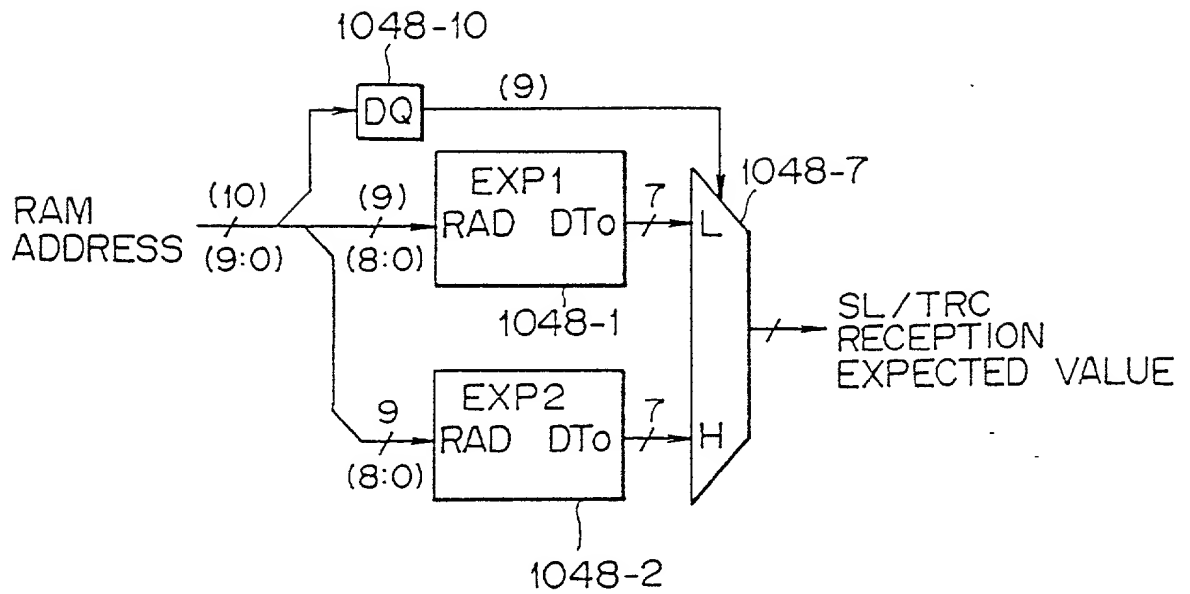 1048-10
DQ
(9)
1048-7
RAM
ADDRESS
(10)
(9:0)
(9)
(8:0)
EXP1
RAD DTo
7
L
1048-1
SL/TRC
RECEPTION
EXPECTED VALUE
9
(8:0)
EXP2
RAD DTo
7
H
1048-2